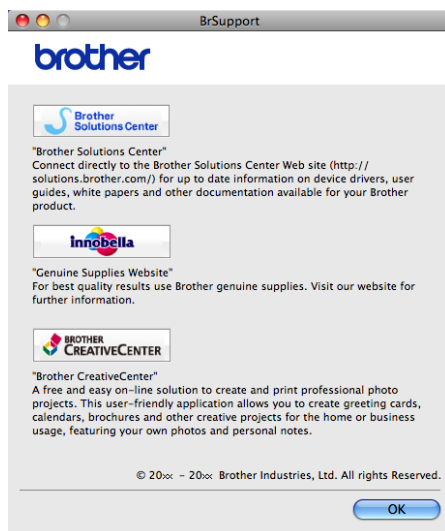 BrSupport
brother
Brother
Solutions Center
"Brother Solutions Center"
Connect directly to the Brother Solutions Center Web site (http://
solutions.brother.com/) for up to date information on device drivers, user
guides, white papers and other documentation available for your Brother
product.
innobella
"Genuine Supplies Website"
For best quality results use Brother genuine supplies. Visit our website for
further information.
BROTHER
CREATIVECENTER
"Brother CreativeCenter"
A free and easy on-line solution to create and print professional photo
projects. This user-friendly application allows you to create greeting cards,
calendars, brochures and other creative projects for the home or business
usage, featuring your own photos and personal notes.
© 20xx - 20xx Brother Industries, Ltd. All rights Reserved.
OK